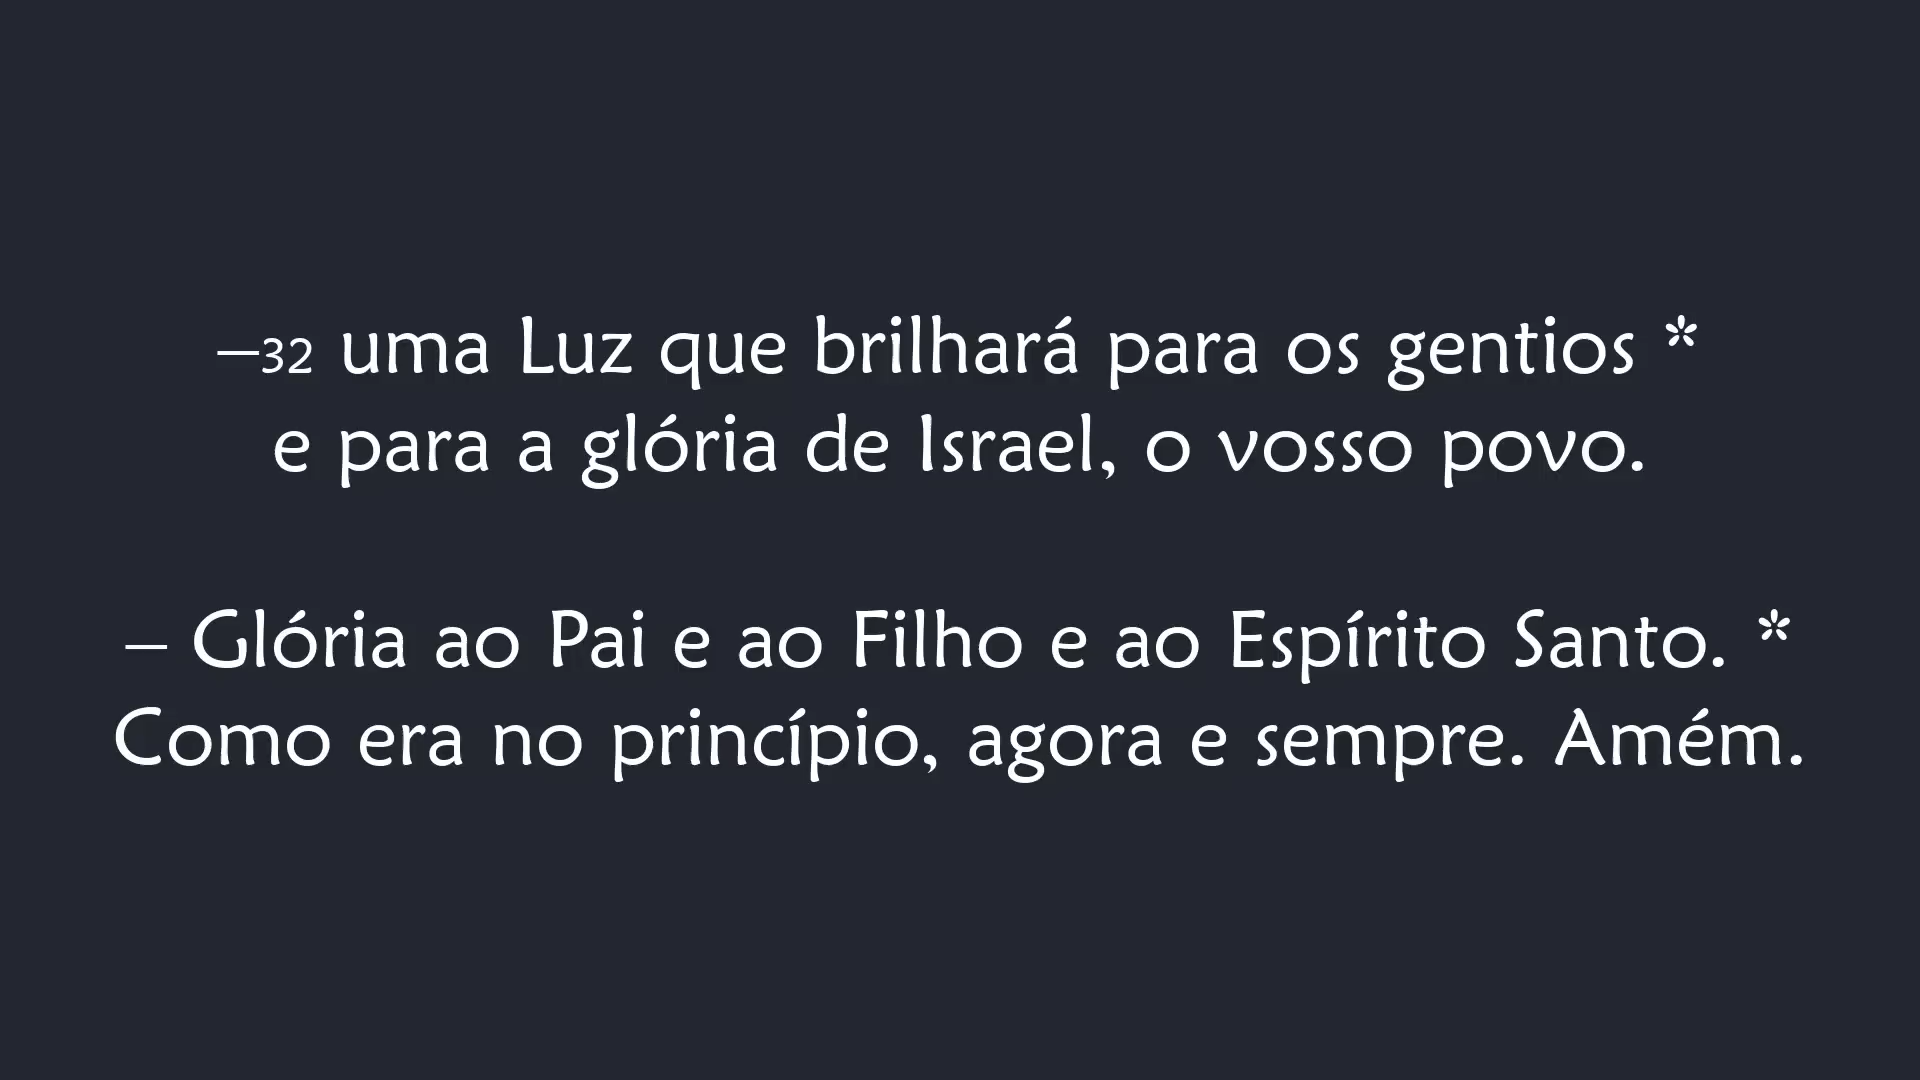 –32 uma Luz que brilhará para os gentios *
e para a glória de Israel, o vosso povo.
– Glória ao Pai e ao Filho e ao Espírito Santo. *
Como era no princípio, agora e sempre. Amém.